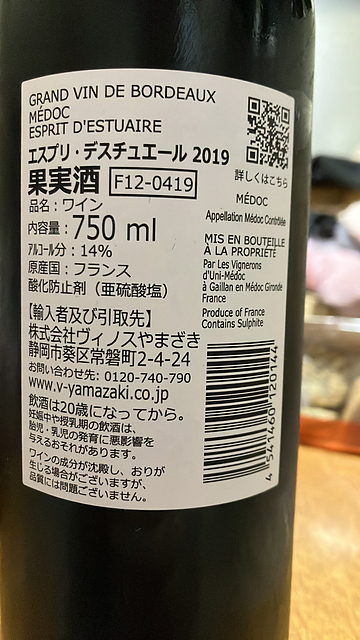 GRAND VIN DE BORDEAUX
MÉDOC
ESPRIT D'ESTUAIRE
エスプリ・デスチュエール 2019
果実酒 F12-0419
品名：ワイン
内容量：750 ml
アルコール分：14%
原産国：フランス
酸化防止剤（亜硫酸塩）
【輸入者及び引取先】
株式会社ヴィノスやまざき
静岡市葵区常磐町2-4-24
お問い合わせ先: 0120-740-790
www.v-yamazaki.co.jp
飲酒は20歳になってから。
妊娠中や授乳期の飲酒は、
胎児・乳児の発育に悪影響を
与えるおそれがあります。
ワインの成分が沈殿し、おりが
生じる場合がございますが、
品質には問題ございません。
詳しくはこちら
MÉDOC
Appellation Médoc Contrôlée
MIS EN BOUTEILLE
À LA PROPRIÉTÉ
Par Les Vignerons
d'Uni-Médoc
à Gaillan en Médoc Gironde
France
Produce of France
Contains Sulphite
4 541460 120144